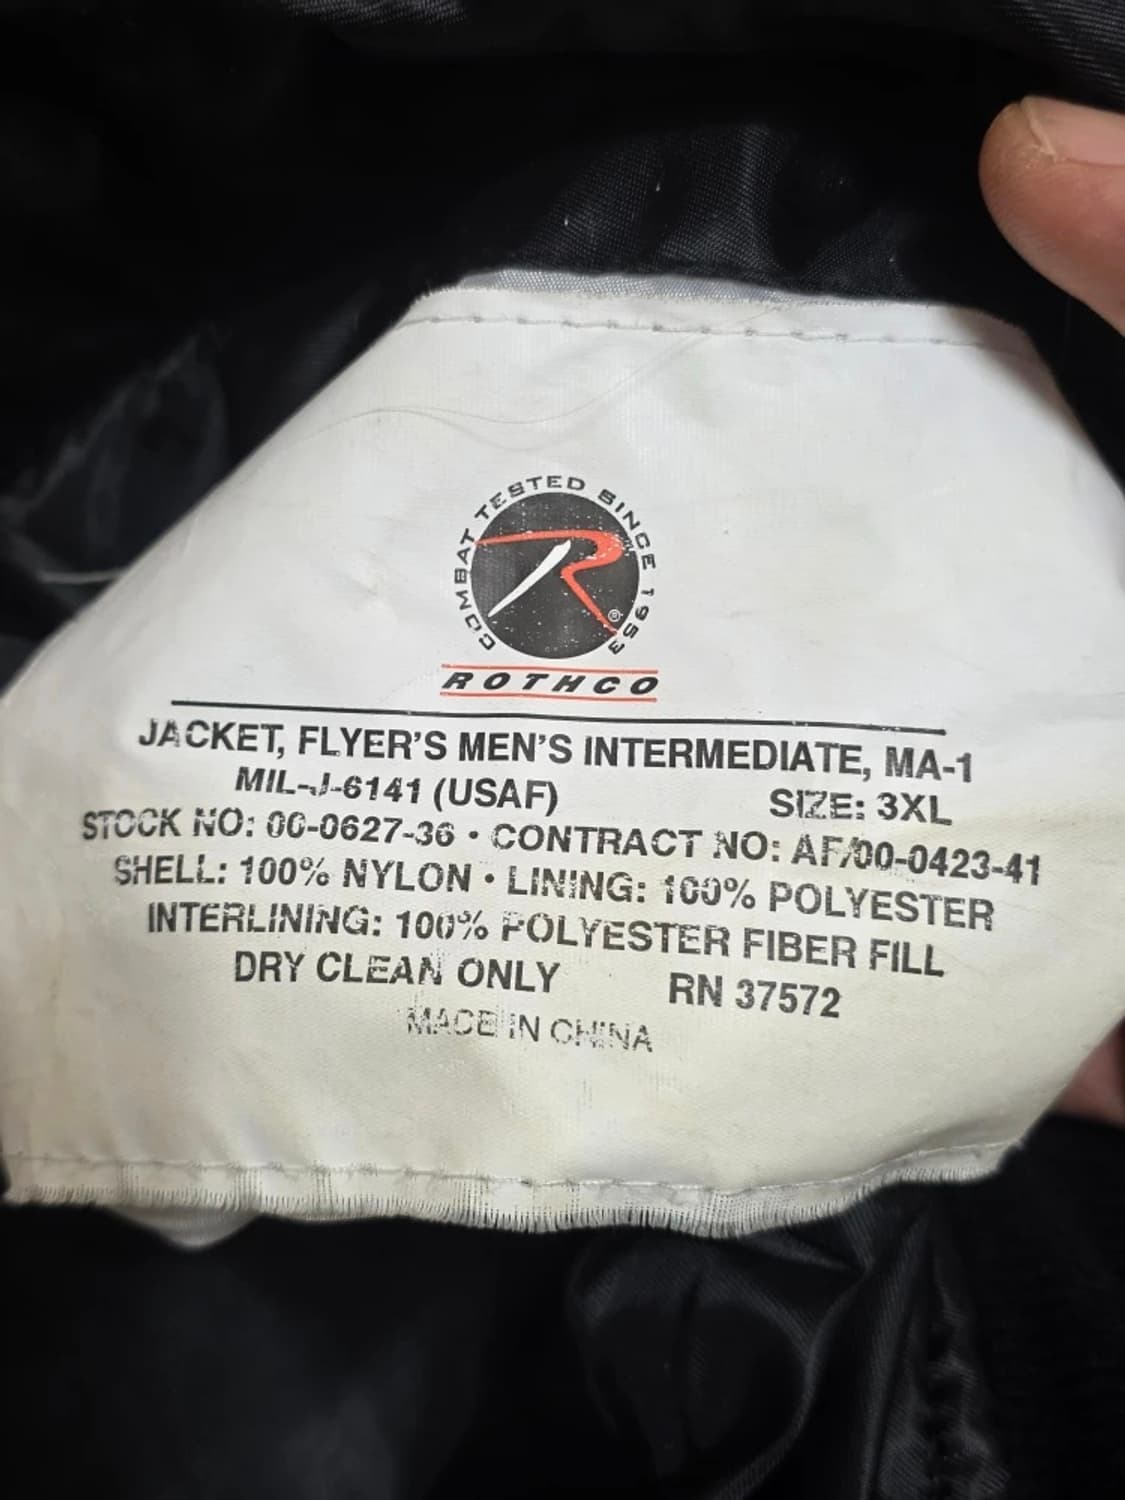 COMBAT TESTED SINCE 1953
R®
ROTHCO
JACKET, FLYER'S MEN'S INTERMEDIATE, MA-1
MIL-J-6141 (USAF) SIZE: 3XL
STOCK NO: 00-0627-36 • CONTRACT NO: AF/00-0423-41
SHELL: 100% NYLON • LINING: 100% POLYESTER
INTERLINING: 100% POLYESTER FIBER FILL
DRY CLEAN ONLY RN 37572
MADE IN CHINA